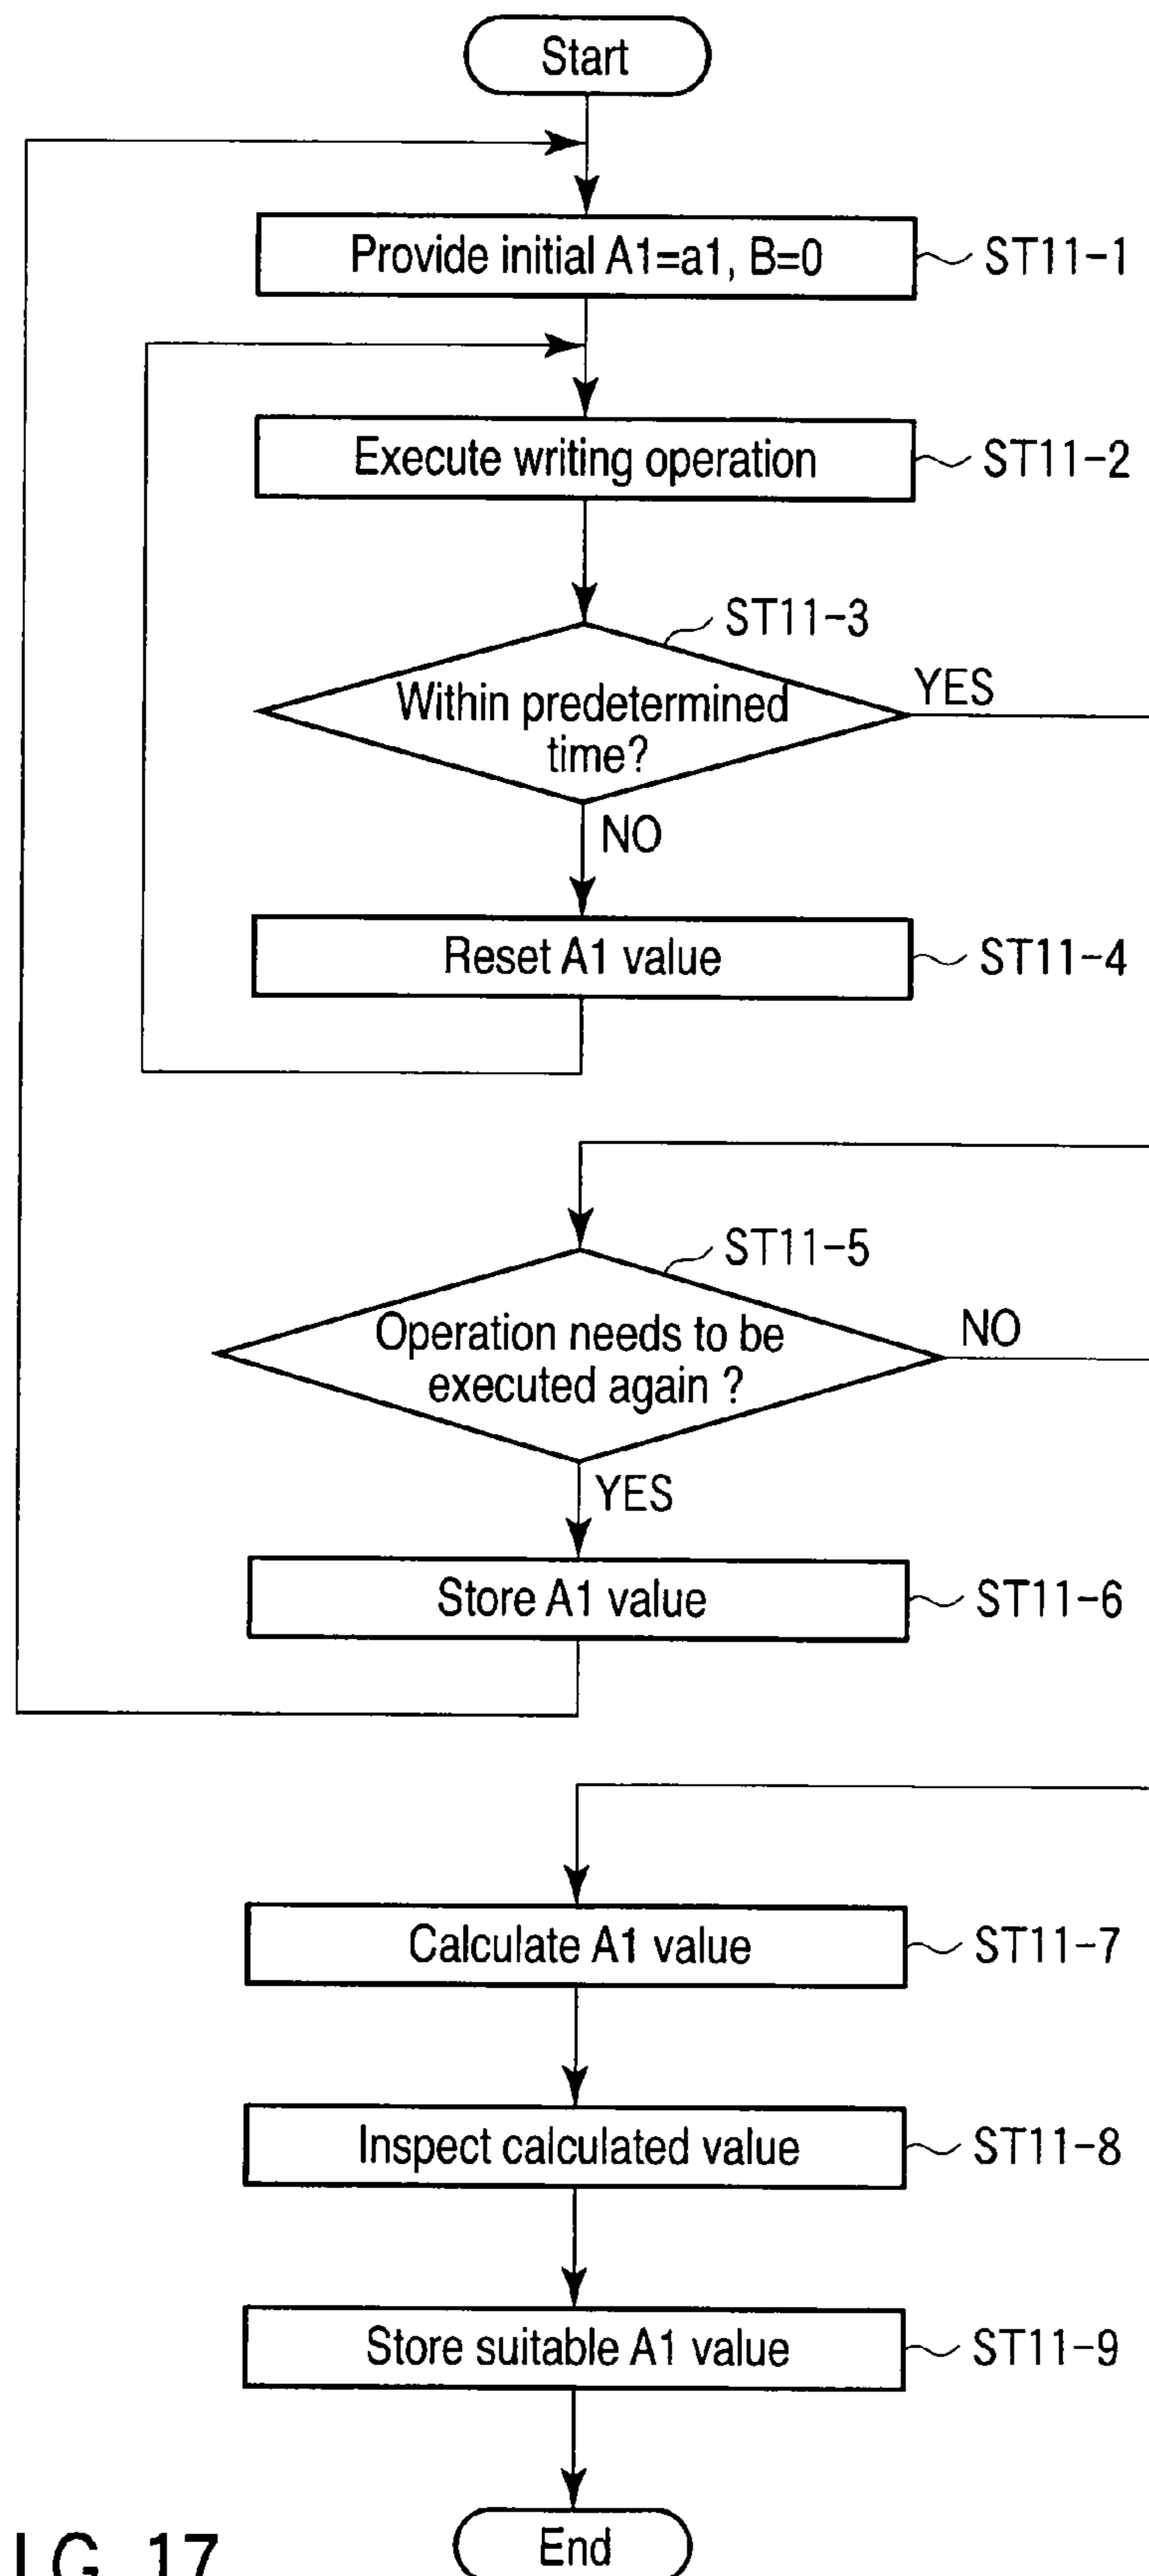 Start
Provide initial A1=a1, B=0
ST11-1
Execute writing operation
ST11-2
ST11-3
Within predetermined
time?
YES
NO
Reset A1 value
ST11-4
ST11-5
Operation needs to be
executed again ?
NO
YES
Store A1 value
ST11-6
Calculate A1 value
ST11-7
Inspect calculated value
ST11-8
Store suitable A1 value
ST11-9
End
IG. 17